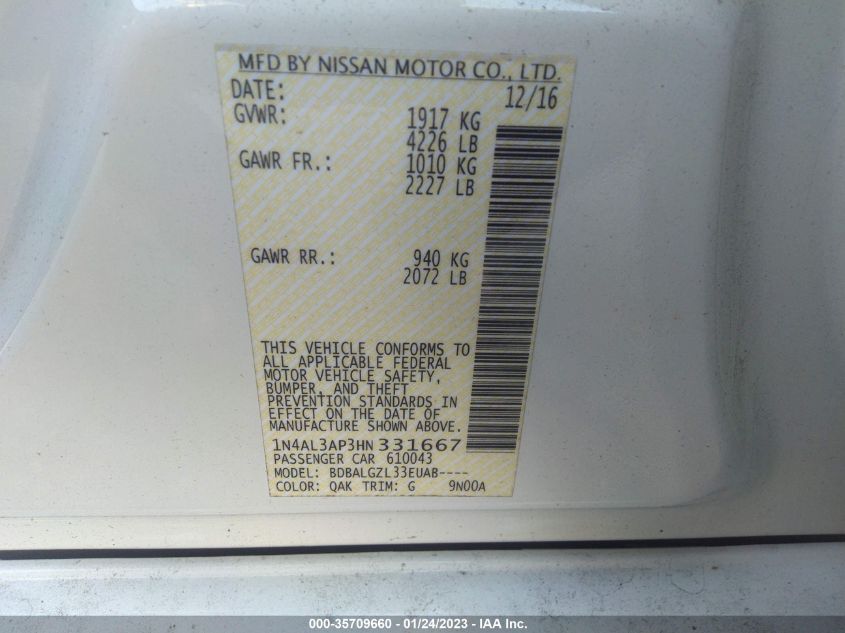 MFD BY NISSAN MOTOR CO., LTD.
DATE: 12/16
GVWR: 1917 KG
4226 LB
GAWR FR.: 1010 KG
2227 LB
GAWR RR.: 940 KG
2072 LB
THIS VEHICLE CONFORMS TO
ALL APPLICABLE FEDERAL
MOTOR VEHICLE SAFETY,
BUMPER, AND THEFT
PREVENTION STANDARDS IN
EFFECT ON THE DATE OF
MANUFACTURE SHOWN ABOVE.
1N4AL3AP3HN331667
PASSENGER CAR 610043
MODEL: BDBALGZL33EUAB----
COLOR: QAK TRIM: G 9N00A
000-35709660 - 01/24/2023 - IAA Inc.